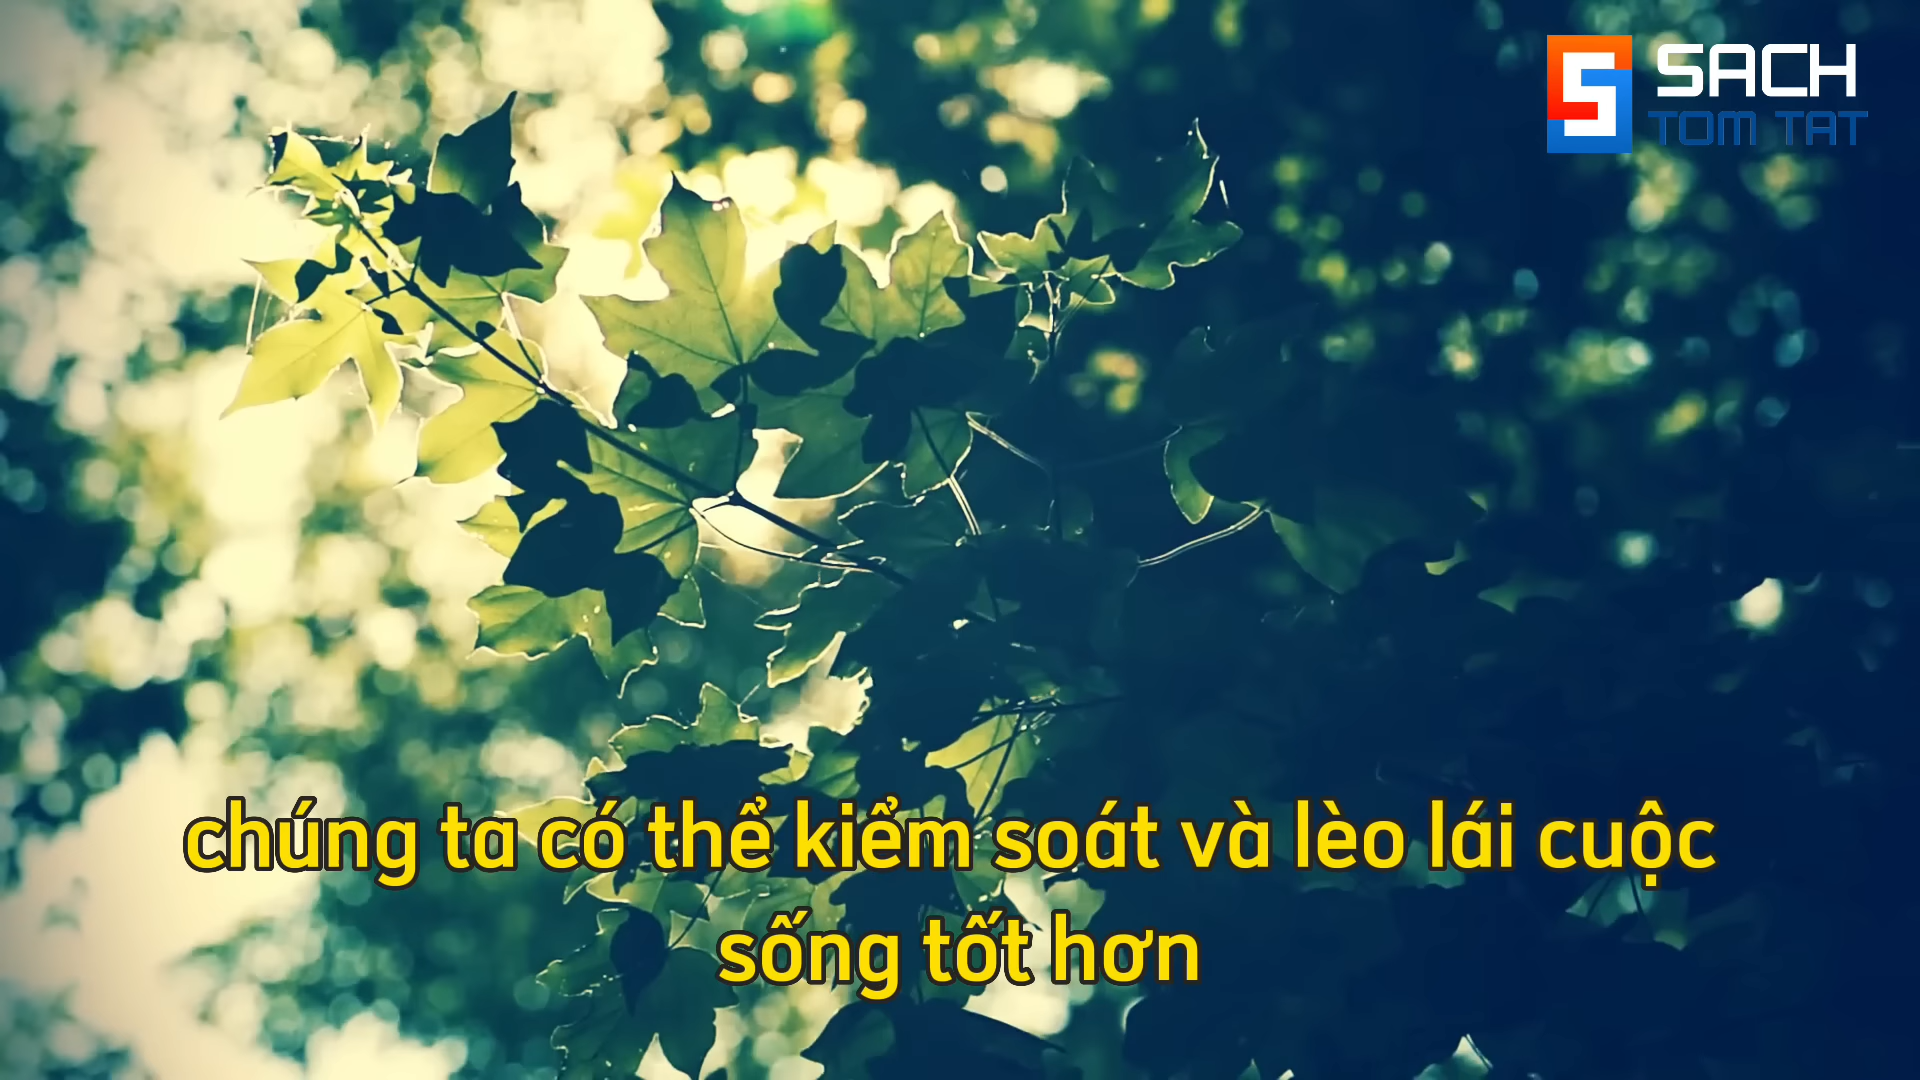 SACH
TOM TAT
chúng ta có thể kiểm soát và lèo lái cuộc
sống tốt hơn